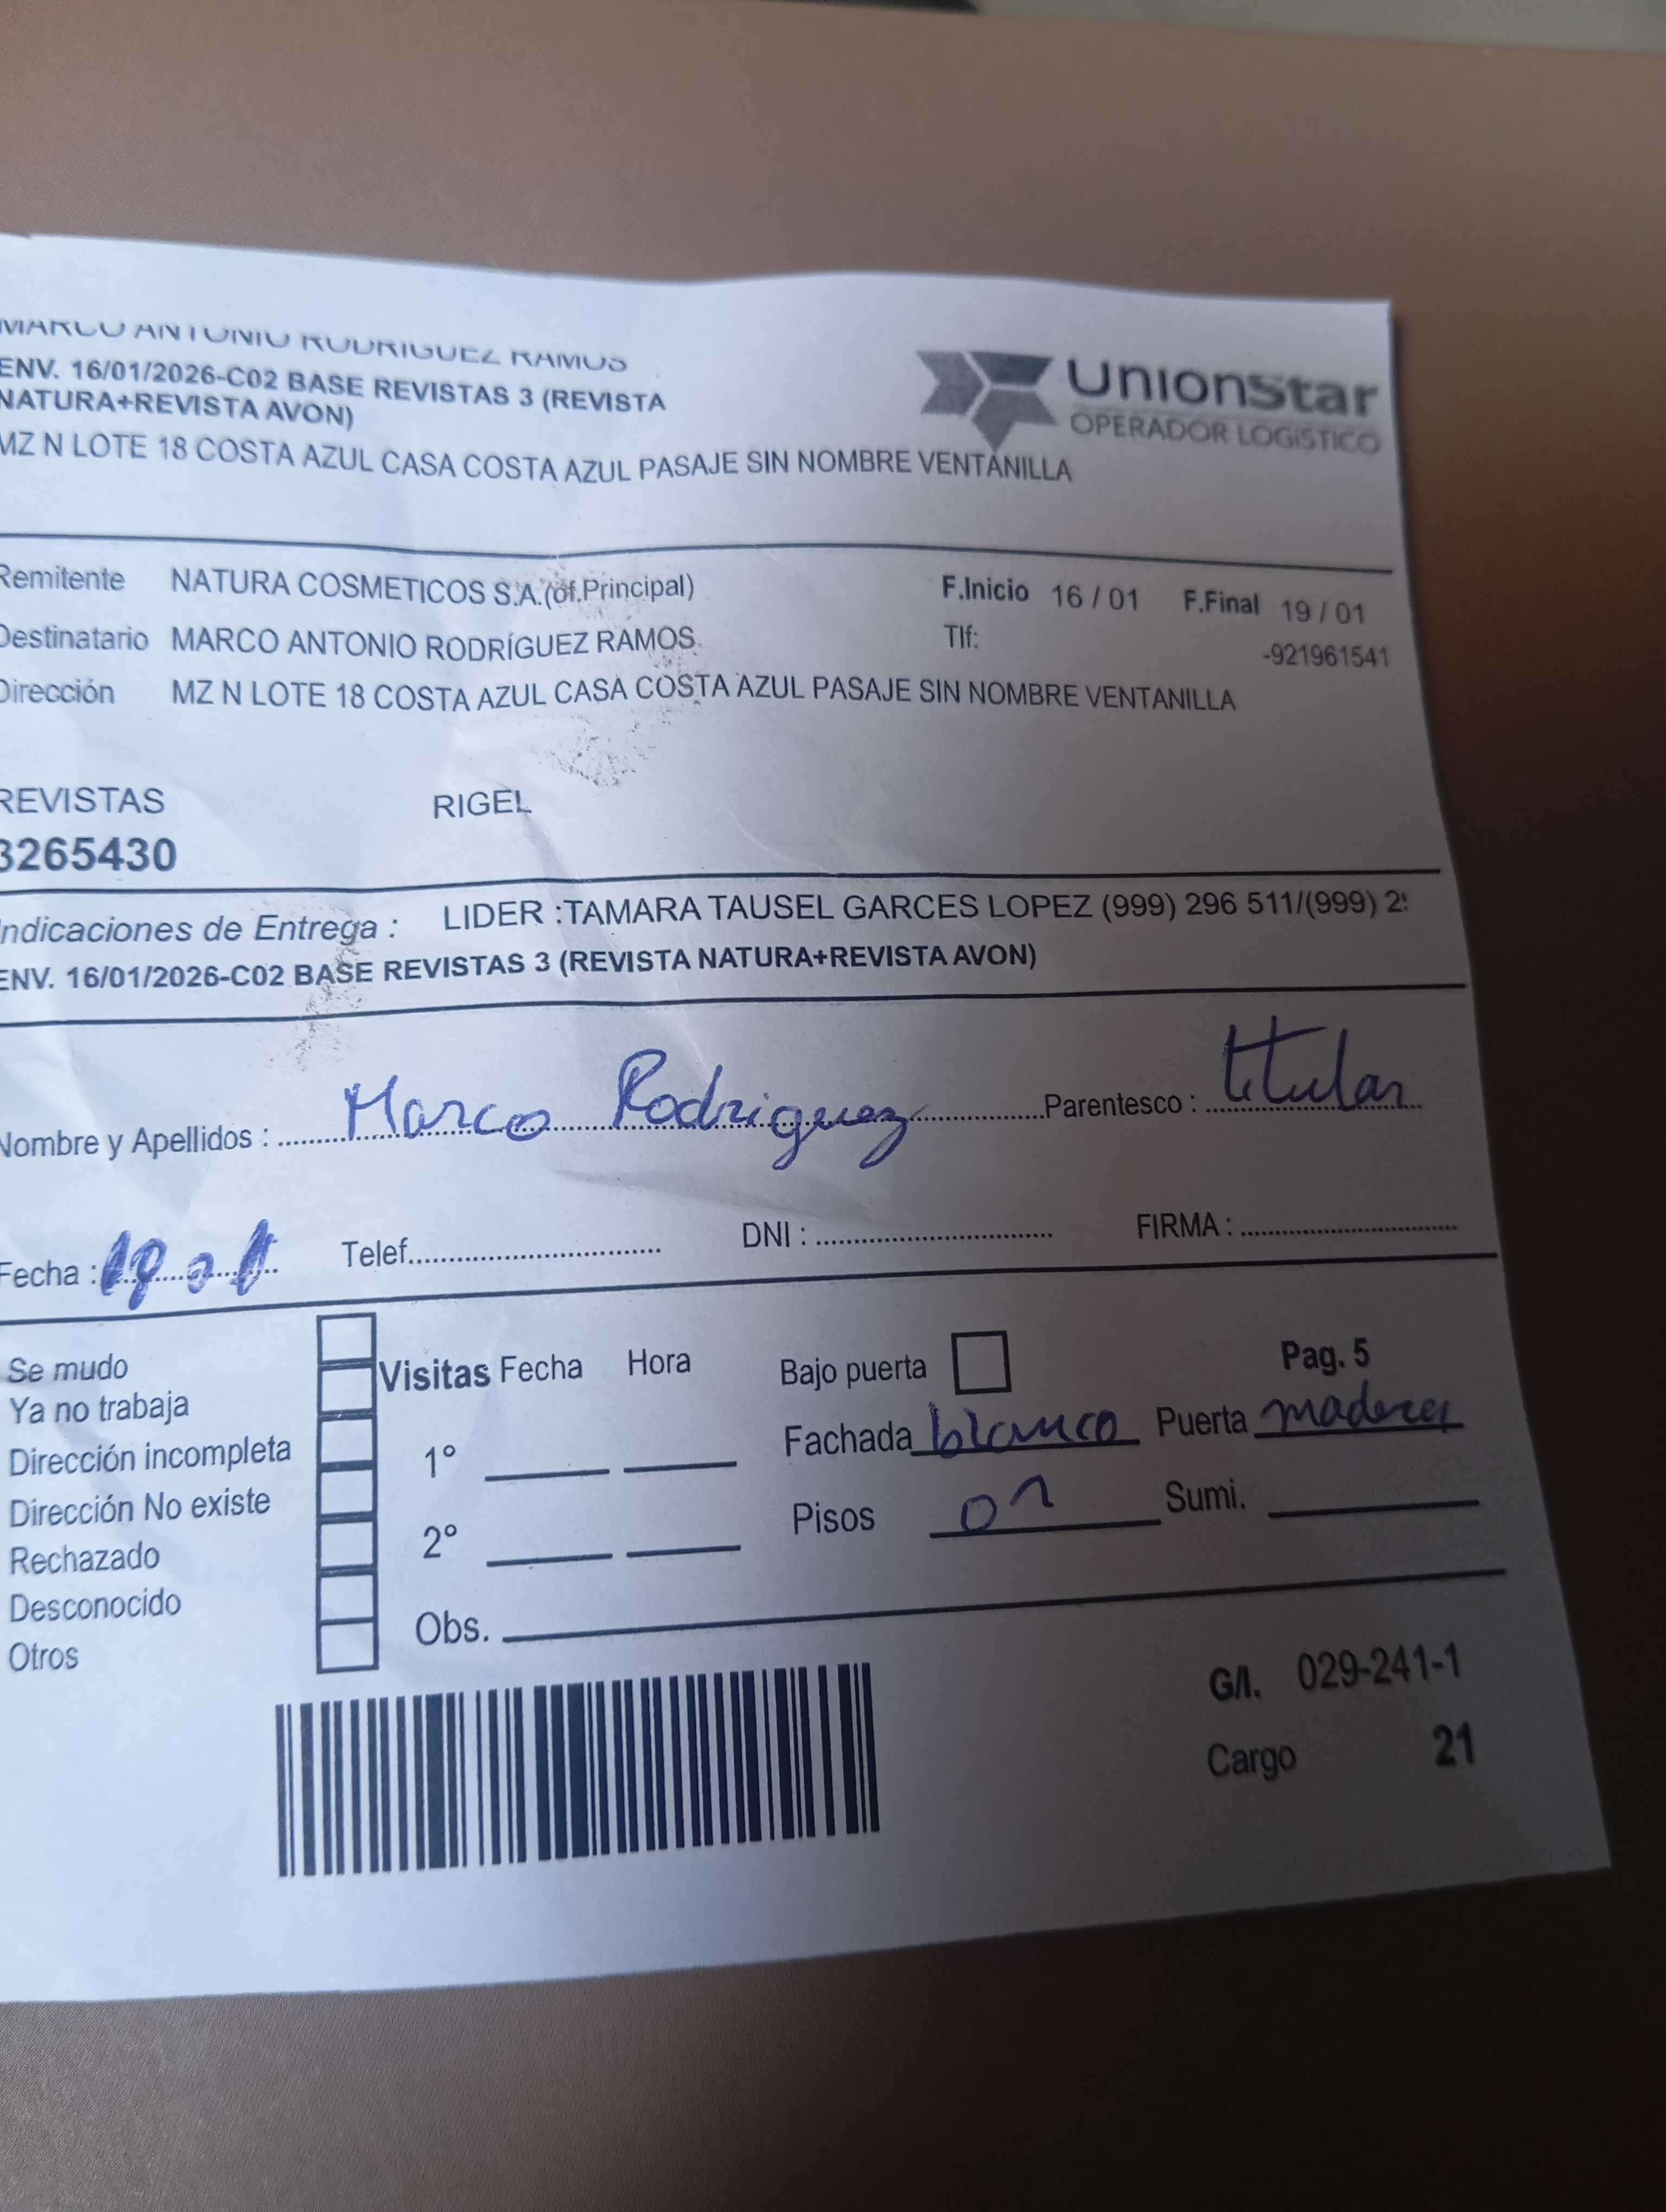 MARCO ANTONIO RODRIGUEZ RAMOS
ENV. 16/01/2026-C02 BASE REVISTAS 3 (REVISTA
NATURA+REVISTA AVON)
MZ N LOTE 18 COSTA AZUL CASA COSTA AZUL PASAJE SIN NOMBRE VENTANILLA
UnionStar
OPERADOR LOGISTICO
Remitente NATURA COSMETICOS S.A.(of.Principal) F.Inicio 16 / 01 F.Final 19 / 01
Destinatario MARCO ANTONIO RODRÍGUEZ RAMOS. Tlf: -921961541
Dirección MZ N LOTE 18 COSTA AZUL CASA COSTA AZUL PASAJE SIN NOMBRE VENTANILLA
REVISTAS RIGEL
3265430
Indicaciones de Entrega : LIDER :TAMARA TAUSEL GARCES LOPEZ (999) 296 511/(999) 2
ENV. 16/01/2026-C02 BASE REVISTAS 3 (REVISTA NATURA+REVISTA AVON)
Nombre y Apellidos : Marco Rodriguez Parentesco : titular
Fecha : Telef. DNI : FIRMA :
Se mudo
Ya no trabaja
Dirección incompleta
Dirección No existe
Rechazado
Desconocido
Otros
Visitas Fecha Hora
1°
2°
Obs.
Bajo puerta Pag. 5
Fachada blanco Puerta madera
Pisos 01 Sumi.
G/I. 029-241-1
Cargo 21